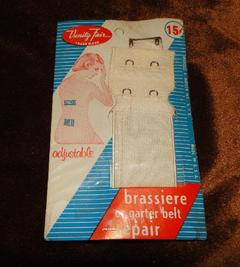 Vanity Fair
15¢
adjustable
brassiere
or garter belt
repair